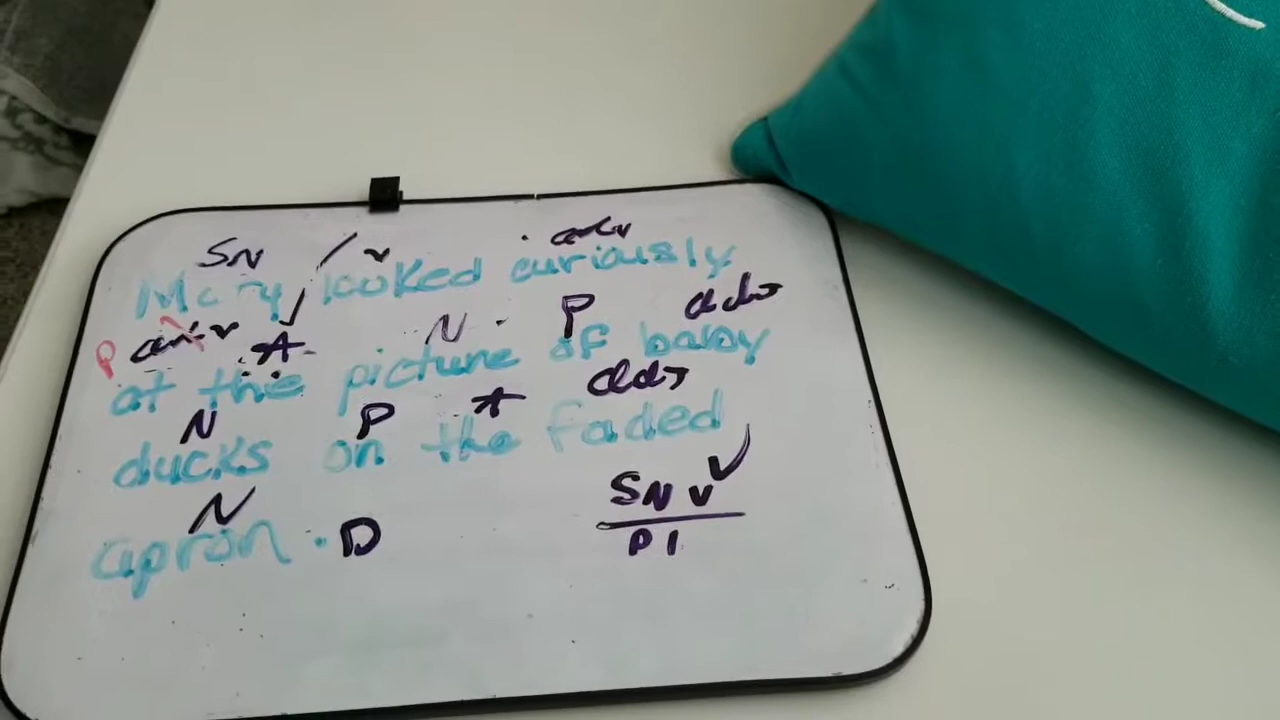 SN / v adv
Mary looked curiously
P adv A N P adj
at the picture of baby
N P A adj
ducks on the faded
SN V
N
apron. D
P1